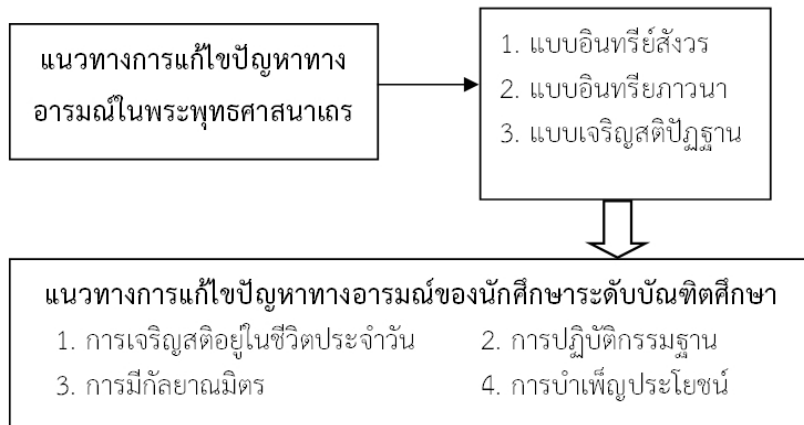 แนวทางการแก้ไขปัญหาทาง
อารมณ์ในพระพุทธศาสนาเถร
1. แบบอินทรีย์สังวร
2. แบบอินทรียภาวนา
3. แบบเจริญสติปัฏฐาน
แนวทางการแก้ไขปัญหาทางอารมณ์ของนักศึกษาระดับบัณฑิตศึกษา
1. การเจริญสติอยู่ในชีวิตประจำวัน 2. การปฏิบัติกรรมฐาน
3. การมีกัลยาณมิตร 4. การบำเพ็ญประโยชน์